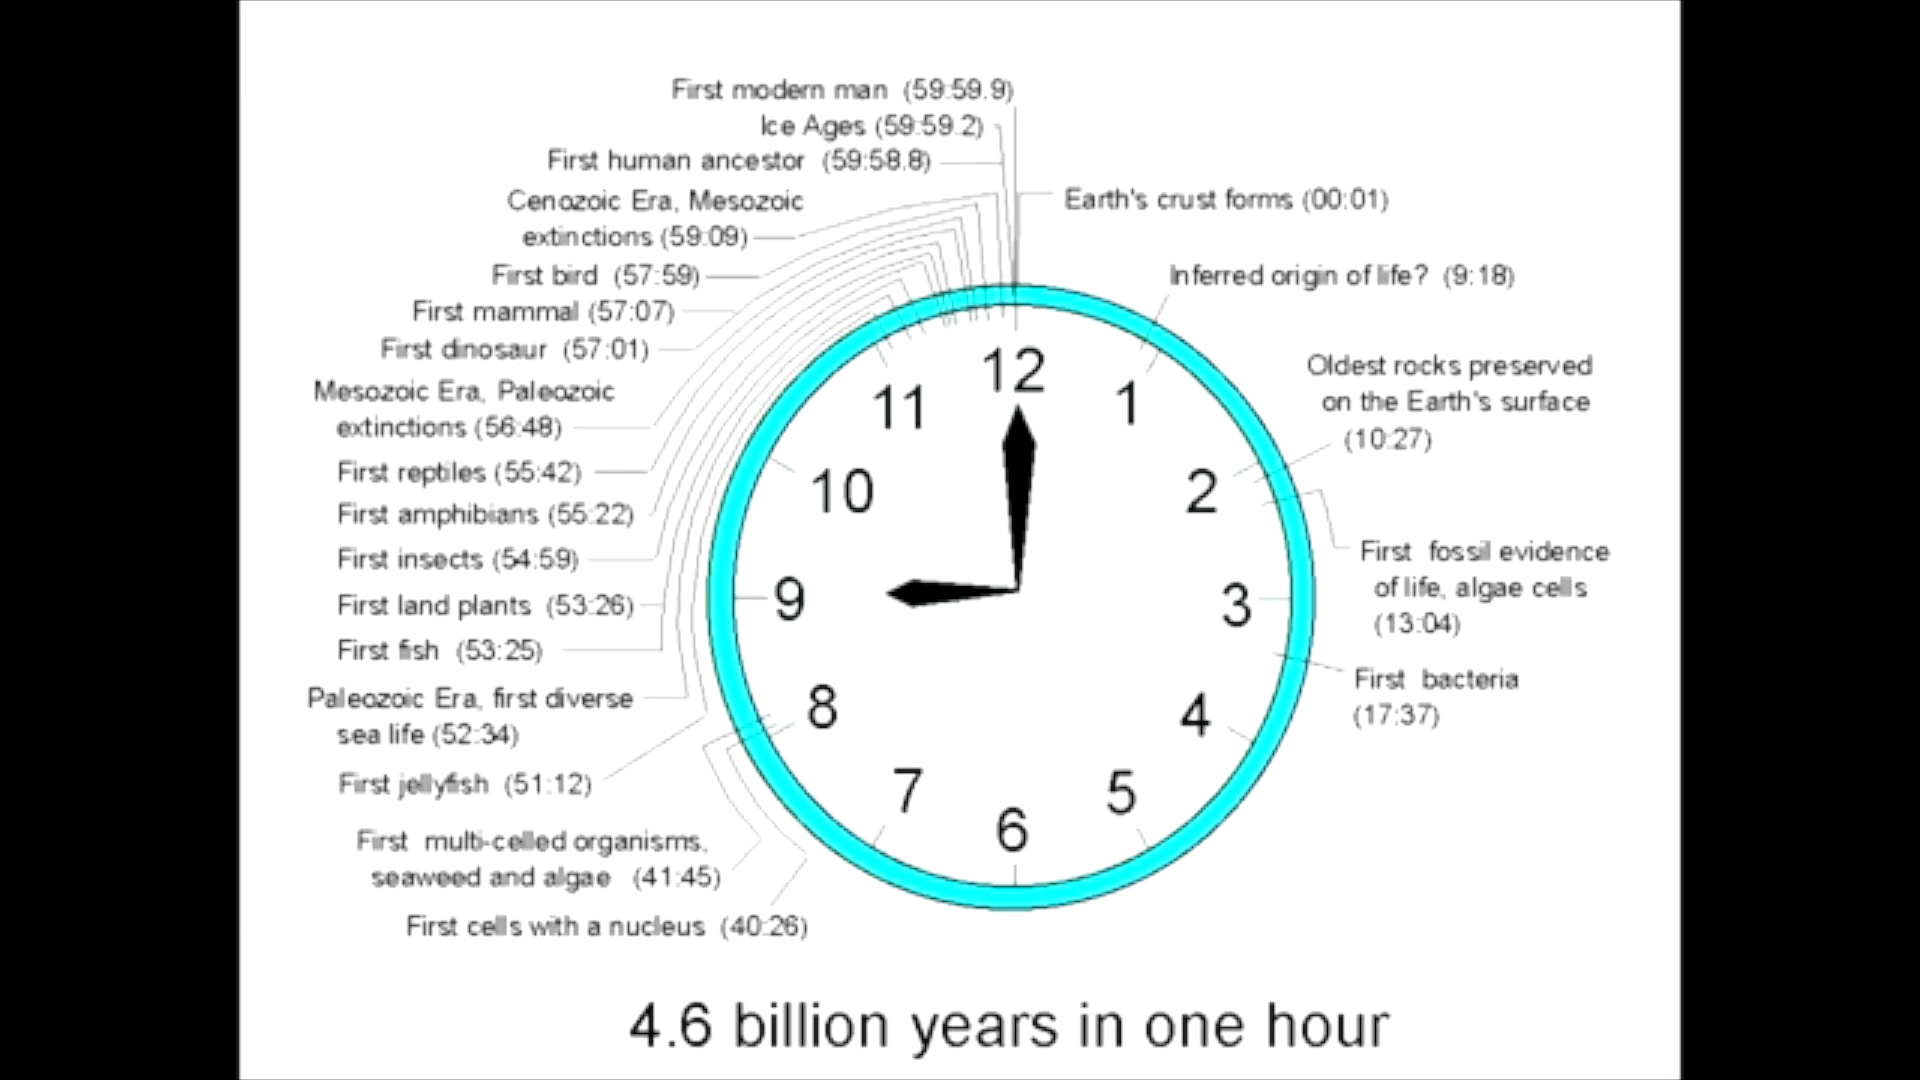 First modern man (59:59.9)
Ice Ages (59:59.2)
First human ancestor (59:58.8)
Cenozoic Era, Mesozoic
extinctions (59:09)
First bird (57:59)
First mammal (57:07)
First dinosaur (57:01)
Mesozoic Era, Paleozoic
extinctions (56:48)
First reptiles (55:42)
First amphibians (55:22)
First insects (54:59)
First land plants (53:26)
First fish (53:25)
Paleozoic Era, first diverse
sea life (52:34)
First jellyfish (51:12)
First multi-celled organisms,
seaweed and algae (41:45)
First cells with a nucleus (40:26)
Earth's crust forms (00:01)
Inferred origin of life? (9:18)
Oldest rocks preserved
on the Earth's surface
(10:27)
First fossil evidence
of life, algae cells
(13:04)
First bacteria
(17:37)
12
1
2
3
4
5
6
7
8
9
10
11
4.6 billion years in one hour